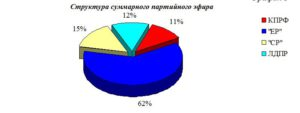 Структура суммарного партийного эфира
12%
11%
15%
62%
КПРФ
"ЕР"
"СР"
ЛДПР